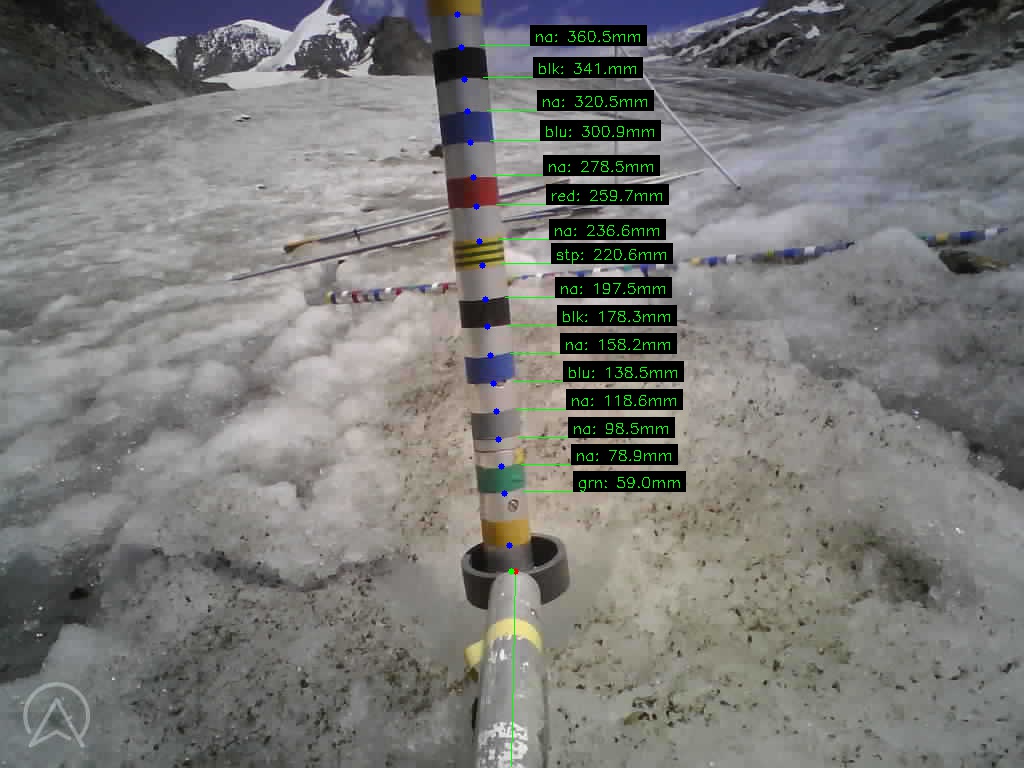 na: 360.5mm
blk: 341.mm
na: 320.5mm
blu: 300.9mm
na: 278.5mm
red: 259.7mm
na: 236.6mm
stp: 220.6mm
na: 197.5mm
blk: 178.3mm
na: 158.2mm
blu: 138.5mm
na: 118.6mm
na: 98.5mm
na: 78.9mm
grn: 59.0mm